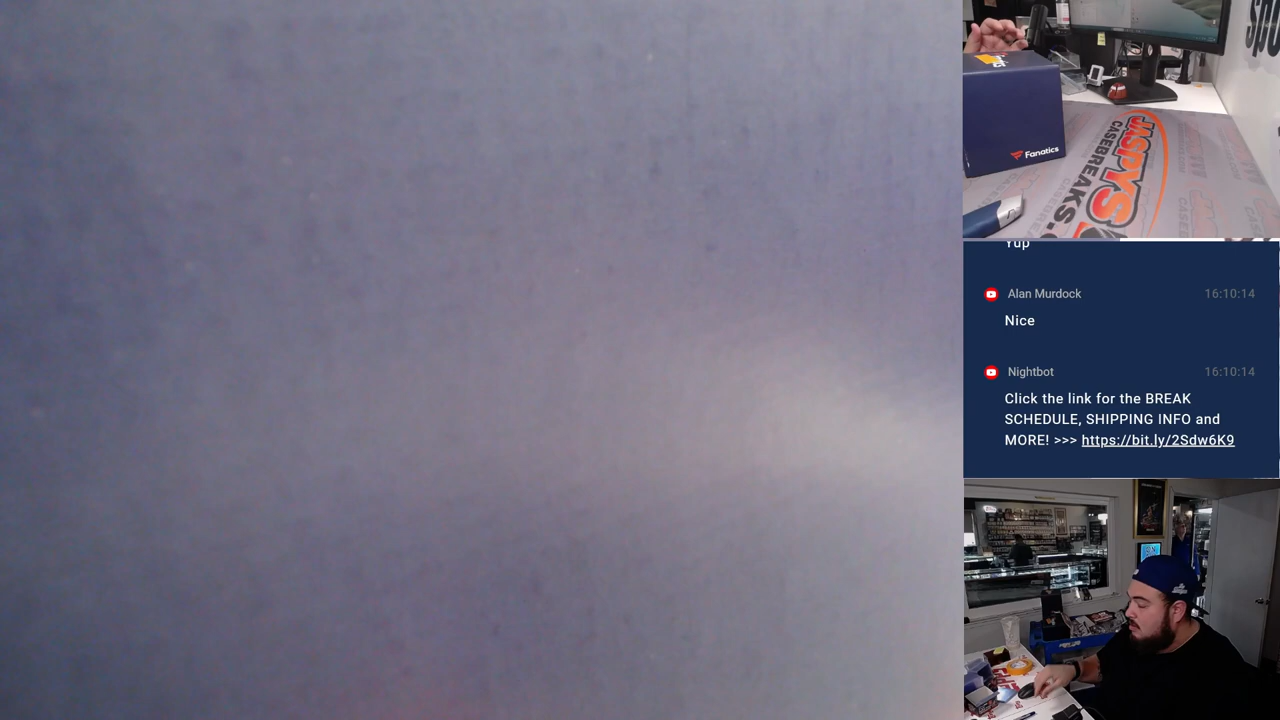 Fanatics
JASPYS
CASEBREAKS.
Yup
Alan Murdock 16:10:14
Nice
Nightbot 16:10:14
Click the link for the BREAK
SCHEDULE, SHIPPING INFO and
MORE! >>> https://bit.ly/2Sdw6K9